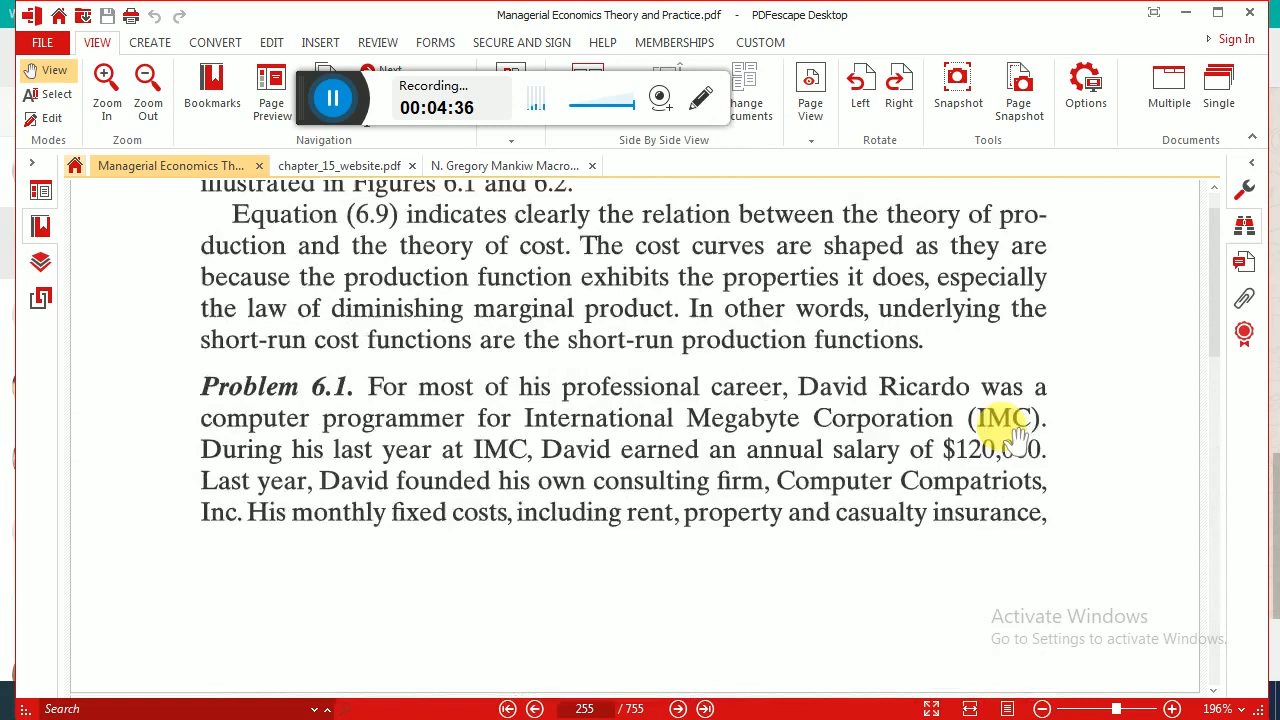 Managerial Economics Theory and Practice.pdf - PDFescape Desktop
FILE VIEW CREATE CONVERT EDIT INSERT REVIEW FORMS SECURE AND SIGN HELP MEMBERSHIPS CUSTOM Sign In
View
Select
Edit
Modes
Zoom In
Zoom Out
Zoom
Bookmarks
Page Preview
Next
Navigation
Recording...
00:04:36
Side By Side View
Page View
Left
Right
Rotate
Snapshot
Page Snapshot
Tools
Options
Multiple
Single
Documents
Managerial Economics Th...
chapter_15_website.pdf
N. Gregory Mankiw Macro...
illustrated in Figures 6.1 and 6.2.
Equation (6.9) indicates clearly the relation between the theory of pro-
duction and the theory of cost. The cost curves are shaped as they are
because the production function exhibits the properties it does, especially
the law of diminishing marginal product. In other words, underlying the
short-run cost functions are the short-run production functions.
Problem 6.1. For most of his professional career, David Ricardo was a
computer programmer for International Megabyte Corporation (IMC).
During his last year at IMC, David earned an annual salary of $120,000.
Last year, David founded his own consulting firm, Computer Compatriots,
Inc. His monthly fixed costs, including rent, property and casualty insurance,
Activate Windows
Go to Settings to activate Windows.
Search
255 / 755
196%